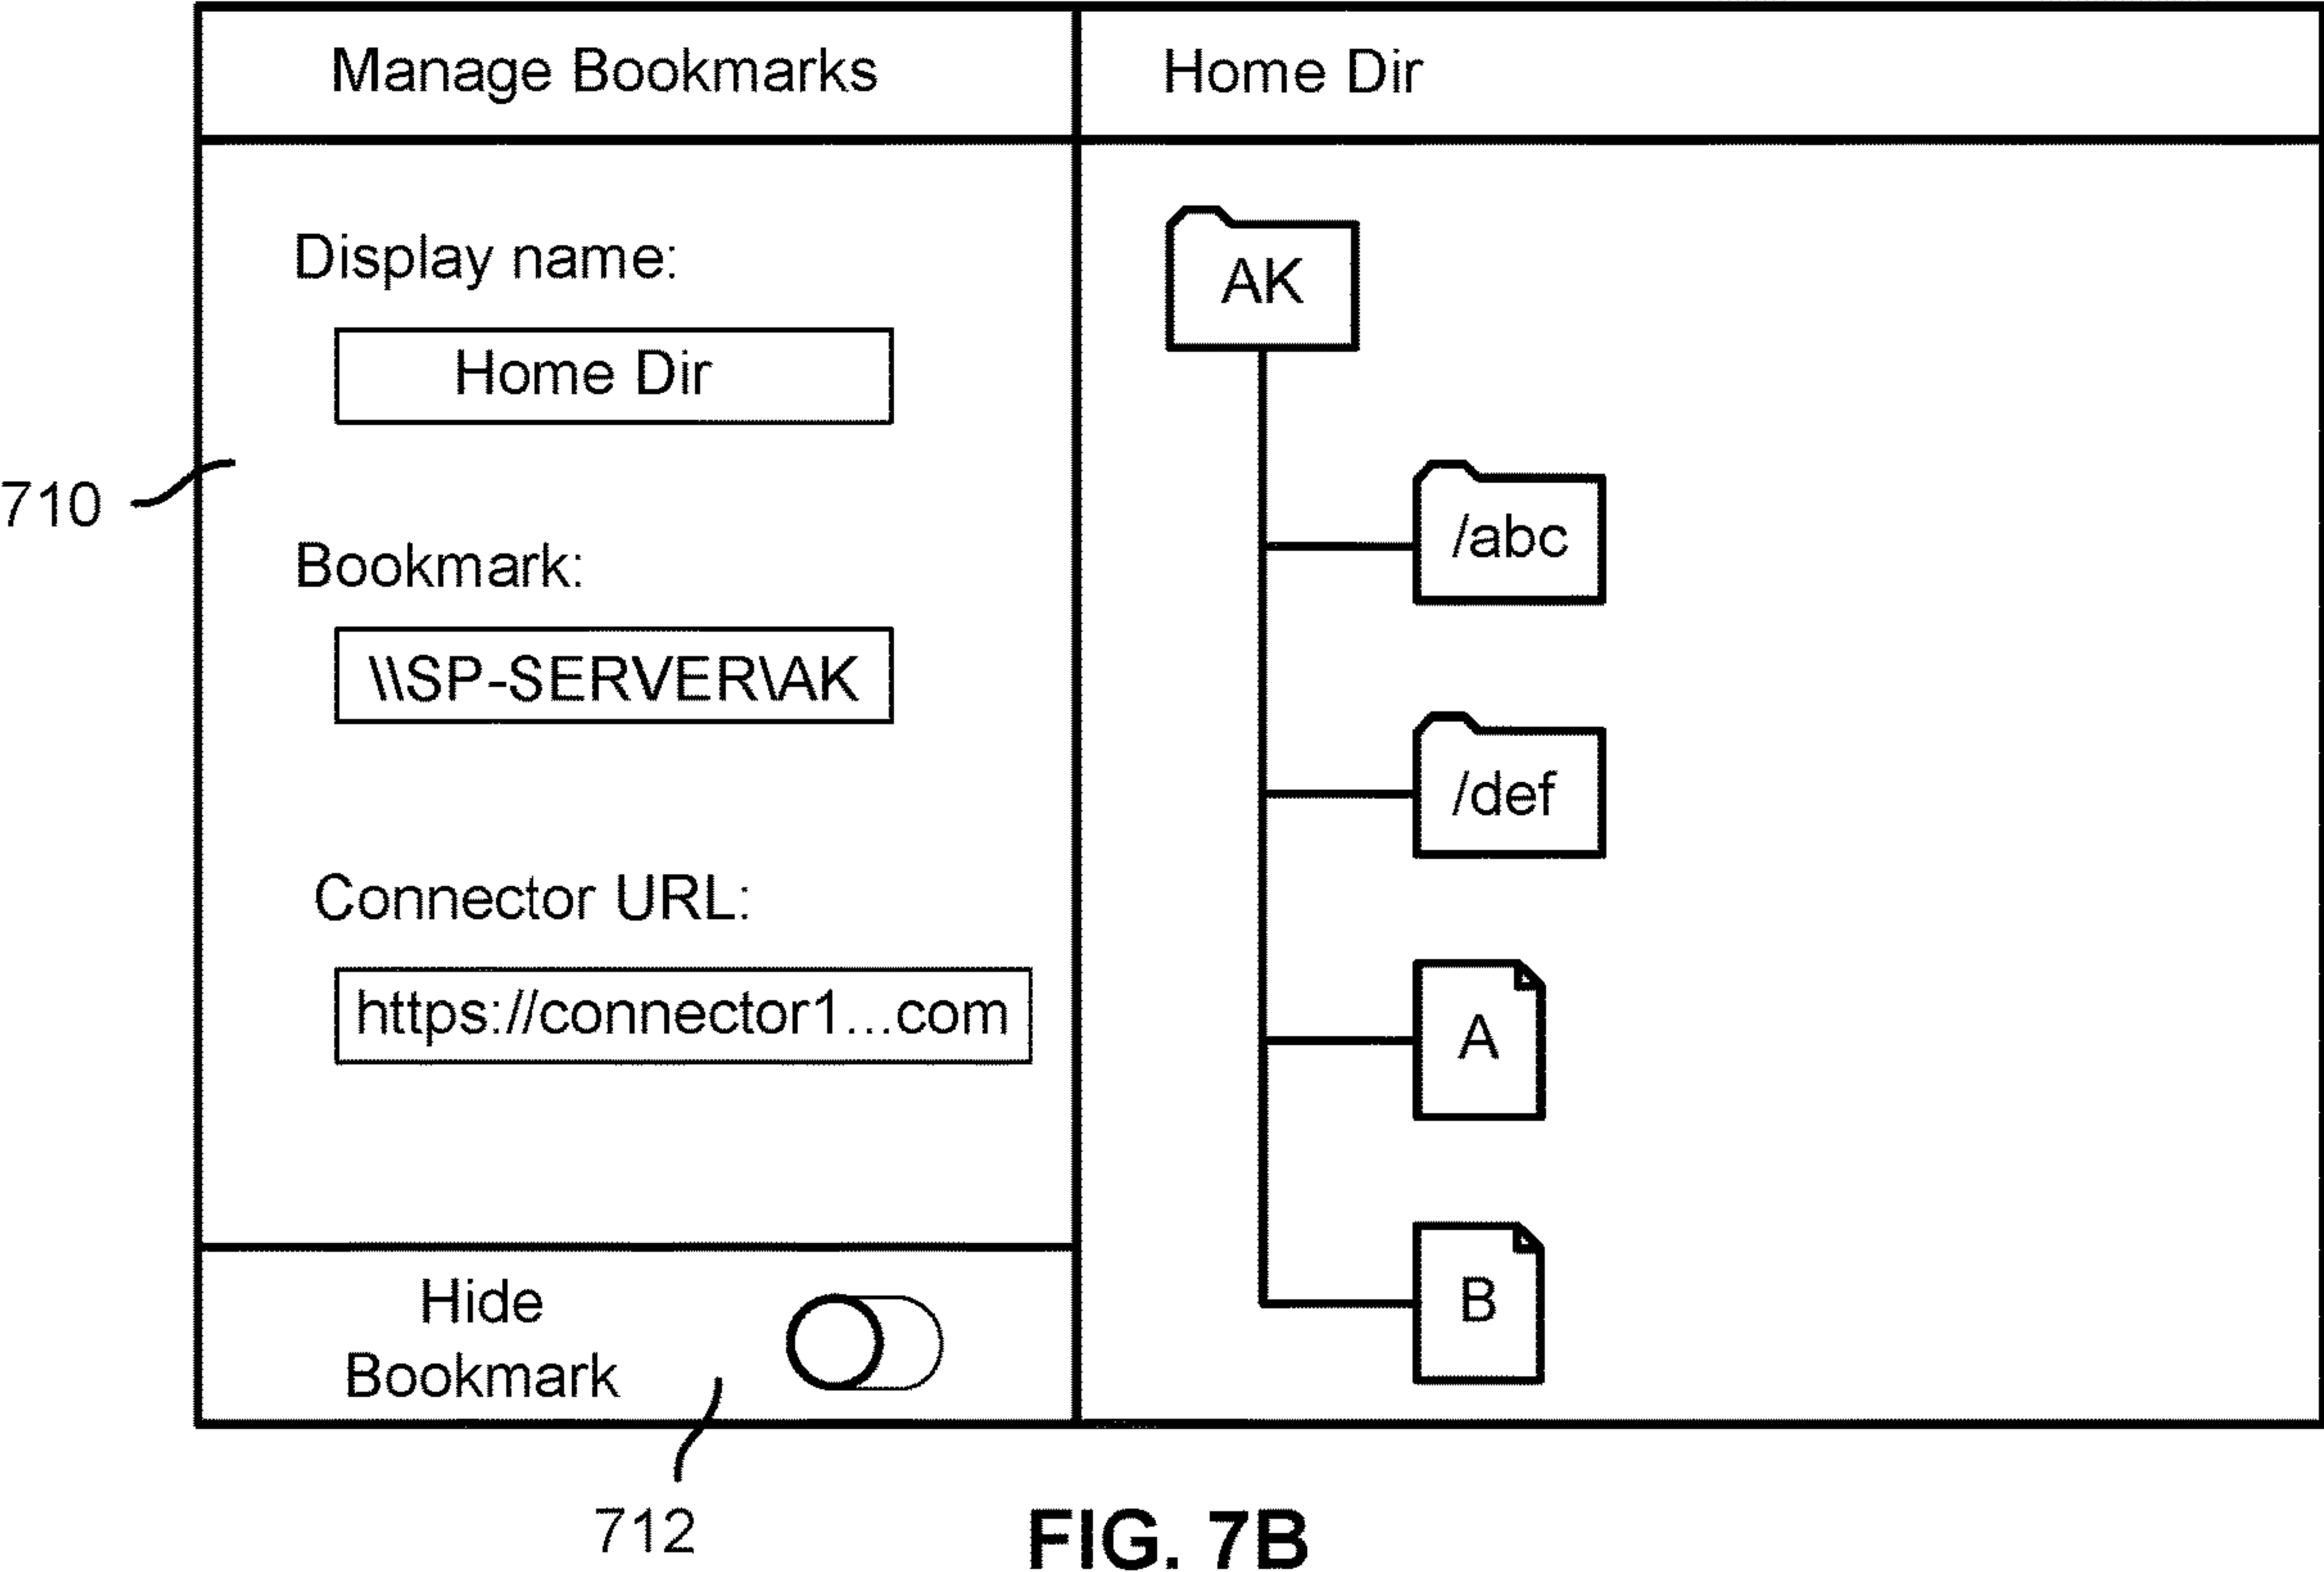 Manage Bookmarks
Home Dir
Display name:
Home Dir
710
Bookmark:
\\SP-SERVER\AK
Connector URL:
https://connector1...com
Hide
Bookmark
712
AK
/abc
/def
A
B
FIG. 7B